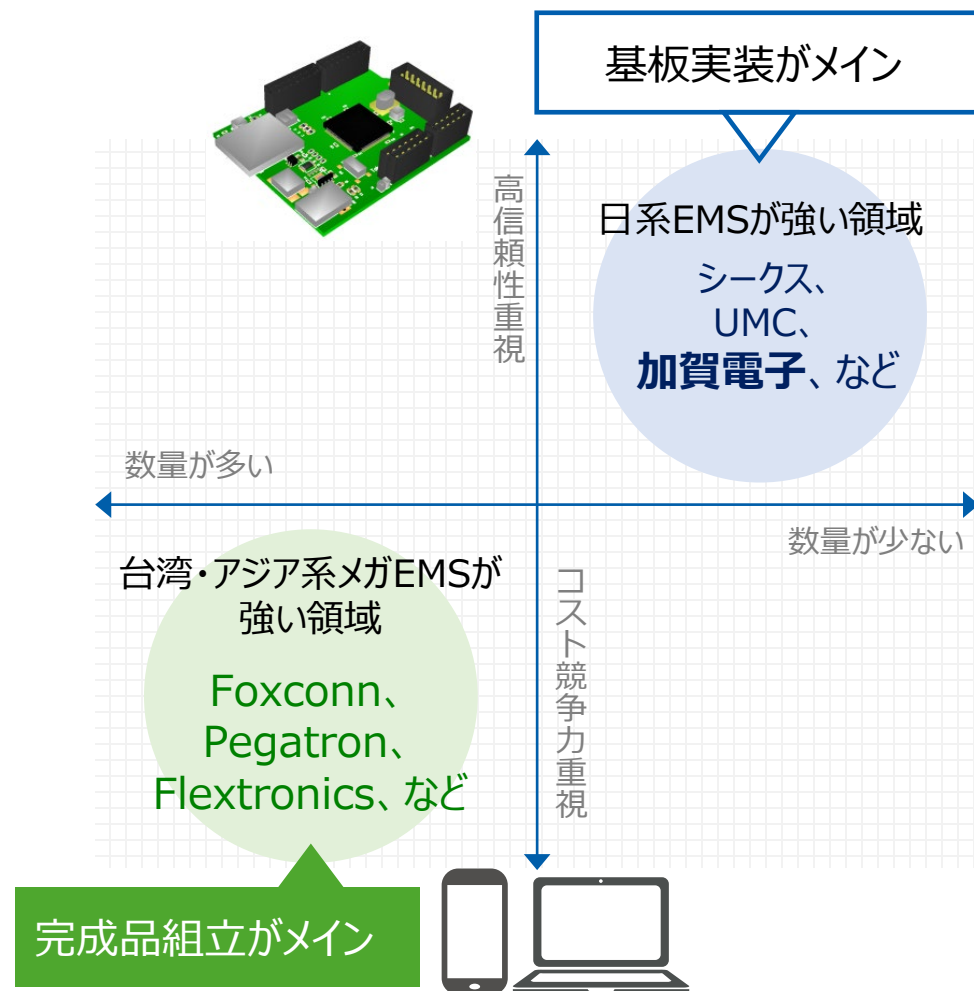 基板実装がメイン
高信頼性重視
日系EMSが強い領域
シークス、
UMC、
加賀電子、など
数量が多い
数量が少ない
台湾・アジア系メガEMSが
強い領域
Foxconn、
Pegatron、
Flextronics、など
コスト競争力重視
完成品組立がメイン